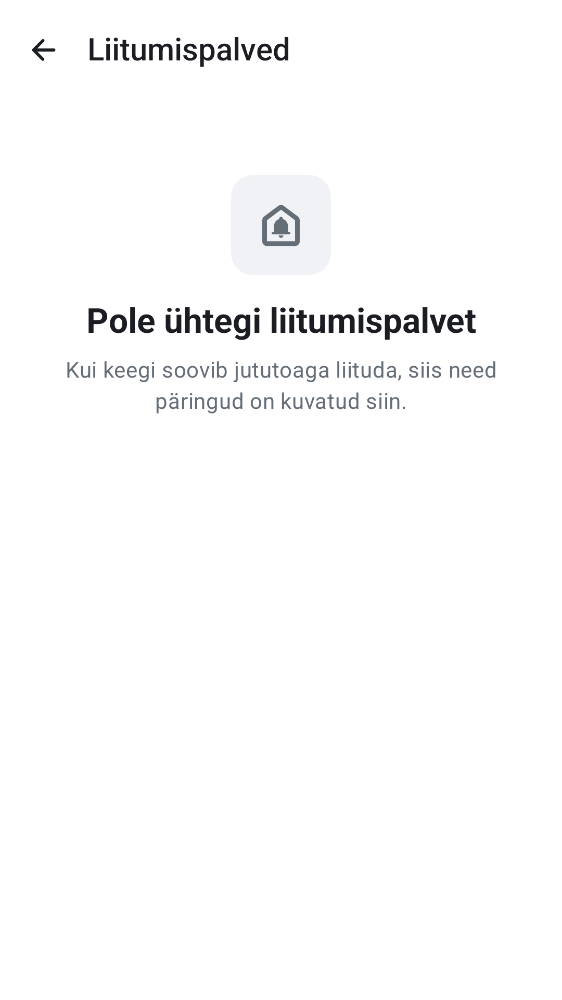 Liitumispalved
Pole ühtegi liitumispalvet
Kui keegi soovib jututoaga liituda, siis need
päringud on kuvatud siin.